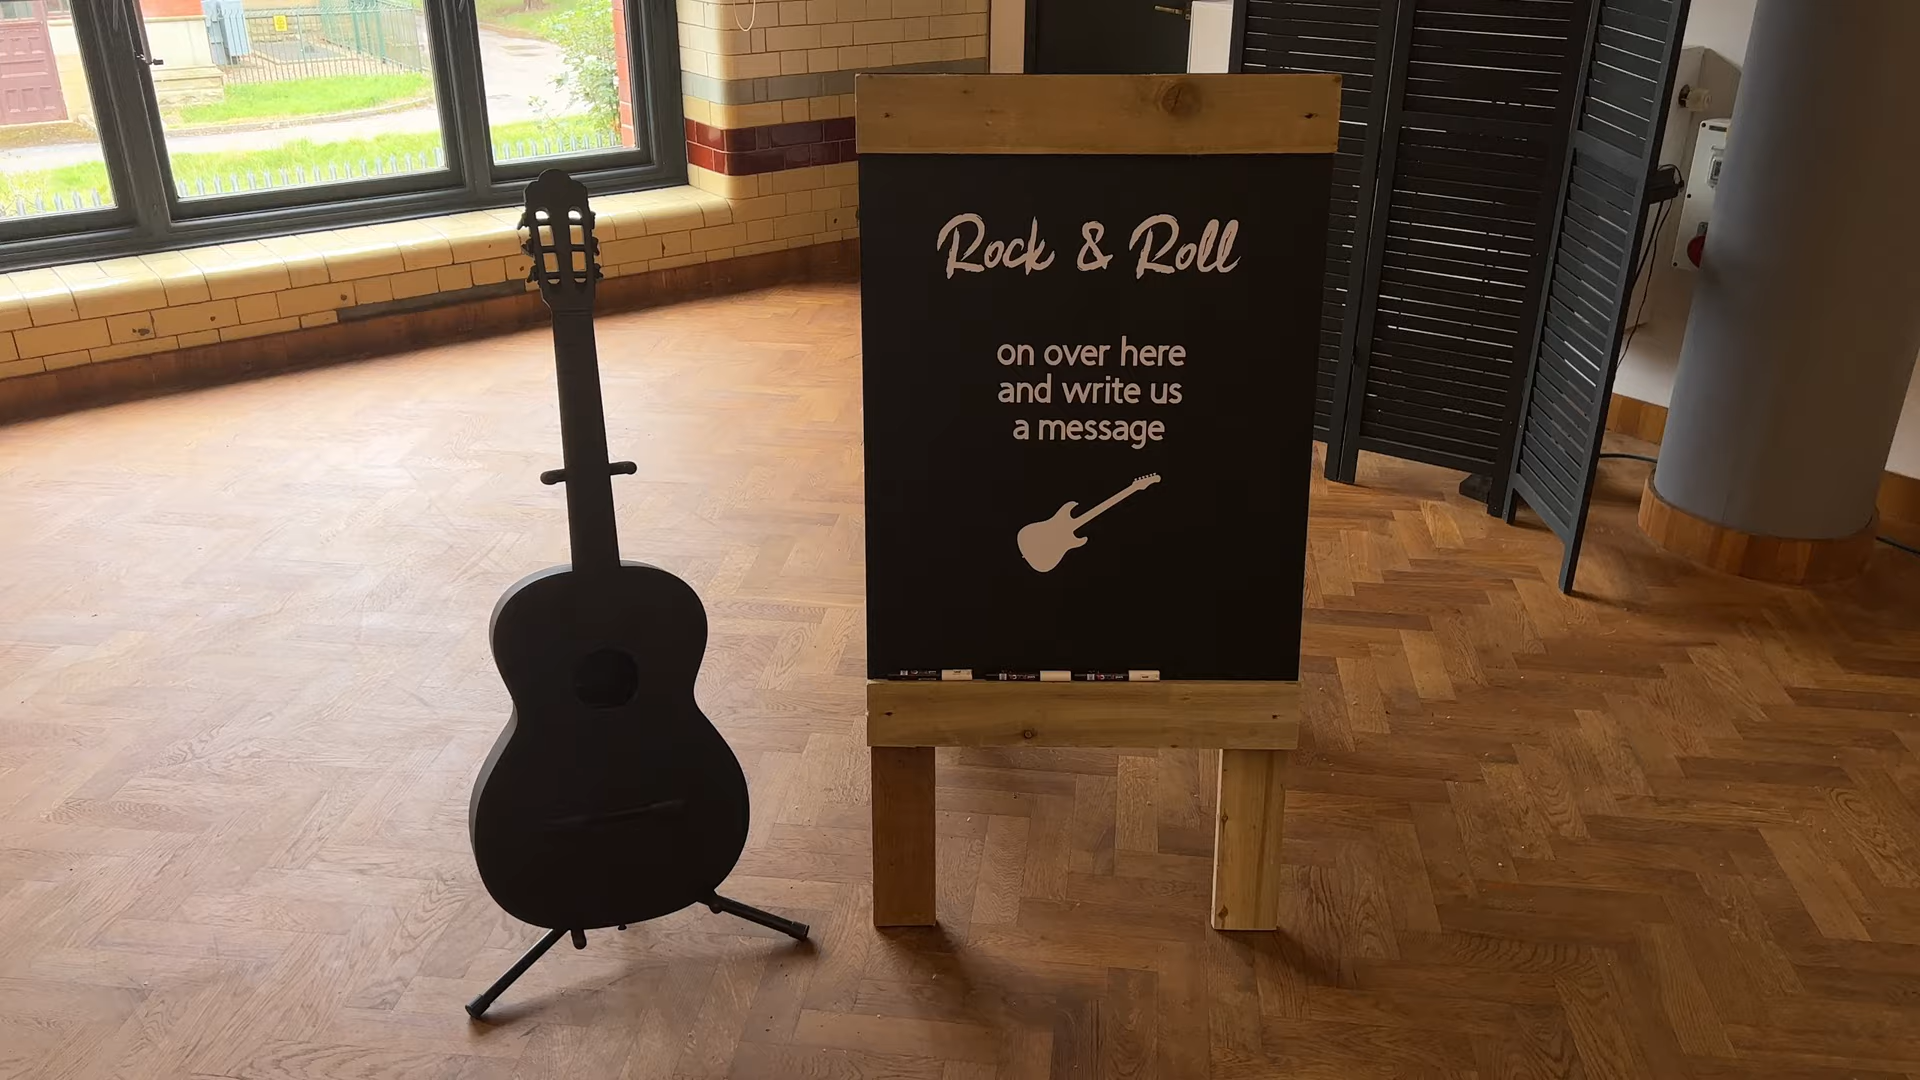 Rock & Roll
on over here
and write us
a message